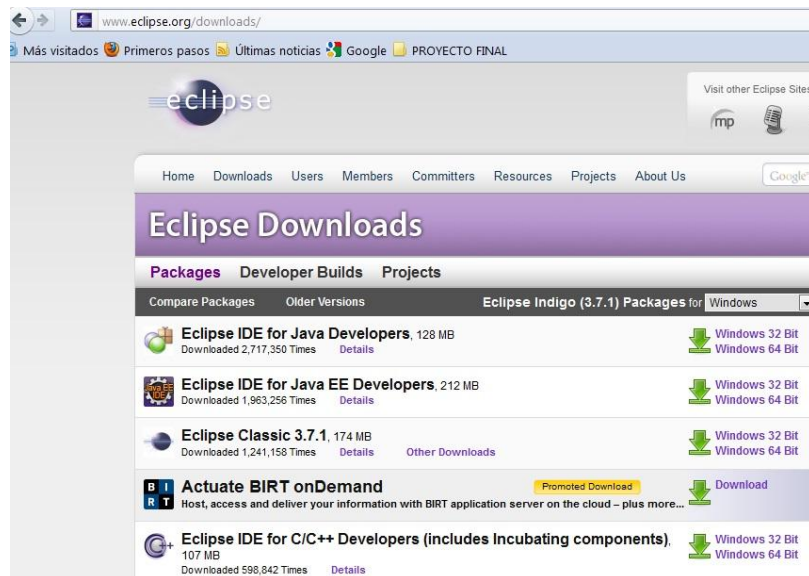 www.eclipse.org/downloads/
Más visitados Primeros pasos Últimas noticias Google PROYECTO FINAL
eclipse
Visit other Eclipse Sites
mp
Home Downloads Users Members Committers Resources Projects About Us
Google
Eclipse Downloads
Packages Developer Builds Projects
Compare Packages Older Versions Eclipse Indigo (3.7.1) Packages for Windows
Eclipse IDE for Java Developers, 128 MB
Downloaded 2,717,350 Times Details
Windows 32 Bit
Windows 64 Bit
Java EE
IDE
Eclipse IDE for Java EE Developers, 212 MB
Downloaded 1,963,256 Times Details
Windows 32 Bit
Windows 64 Bit
Eclipse Classic 3.7.1, 174 MB
Downloaded 1,241,158 Times Details Other Downloads
Windows 32 Bit
Windows 64 Bit
B I
R T
Actuate BIRT onDemand Promoted Download
Host, access and deliver your information with BIRT application server on the cloud – plus more...
Download
C++
Eclipse IDE for C/C++ Developers (includes Incubating components),
107 MB
Downloaded 598,842 Times Details
Windows 32 Bit
Windows 64 Bit